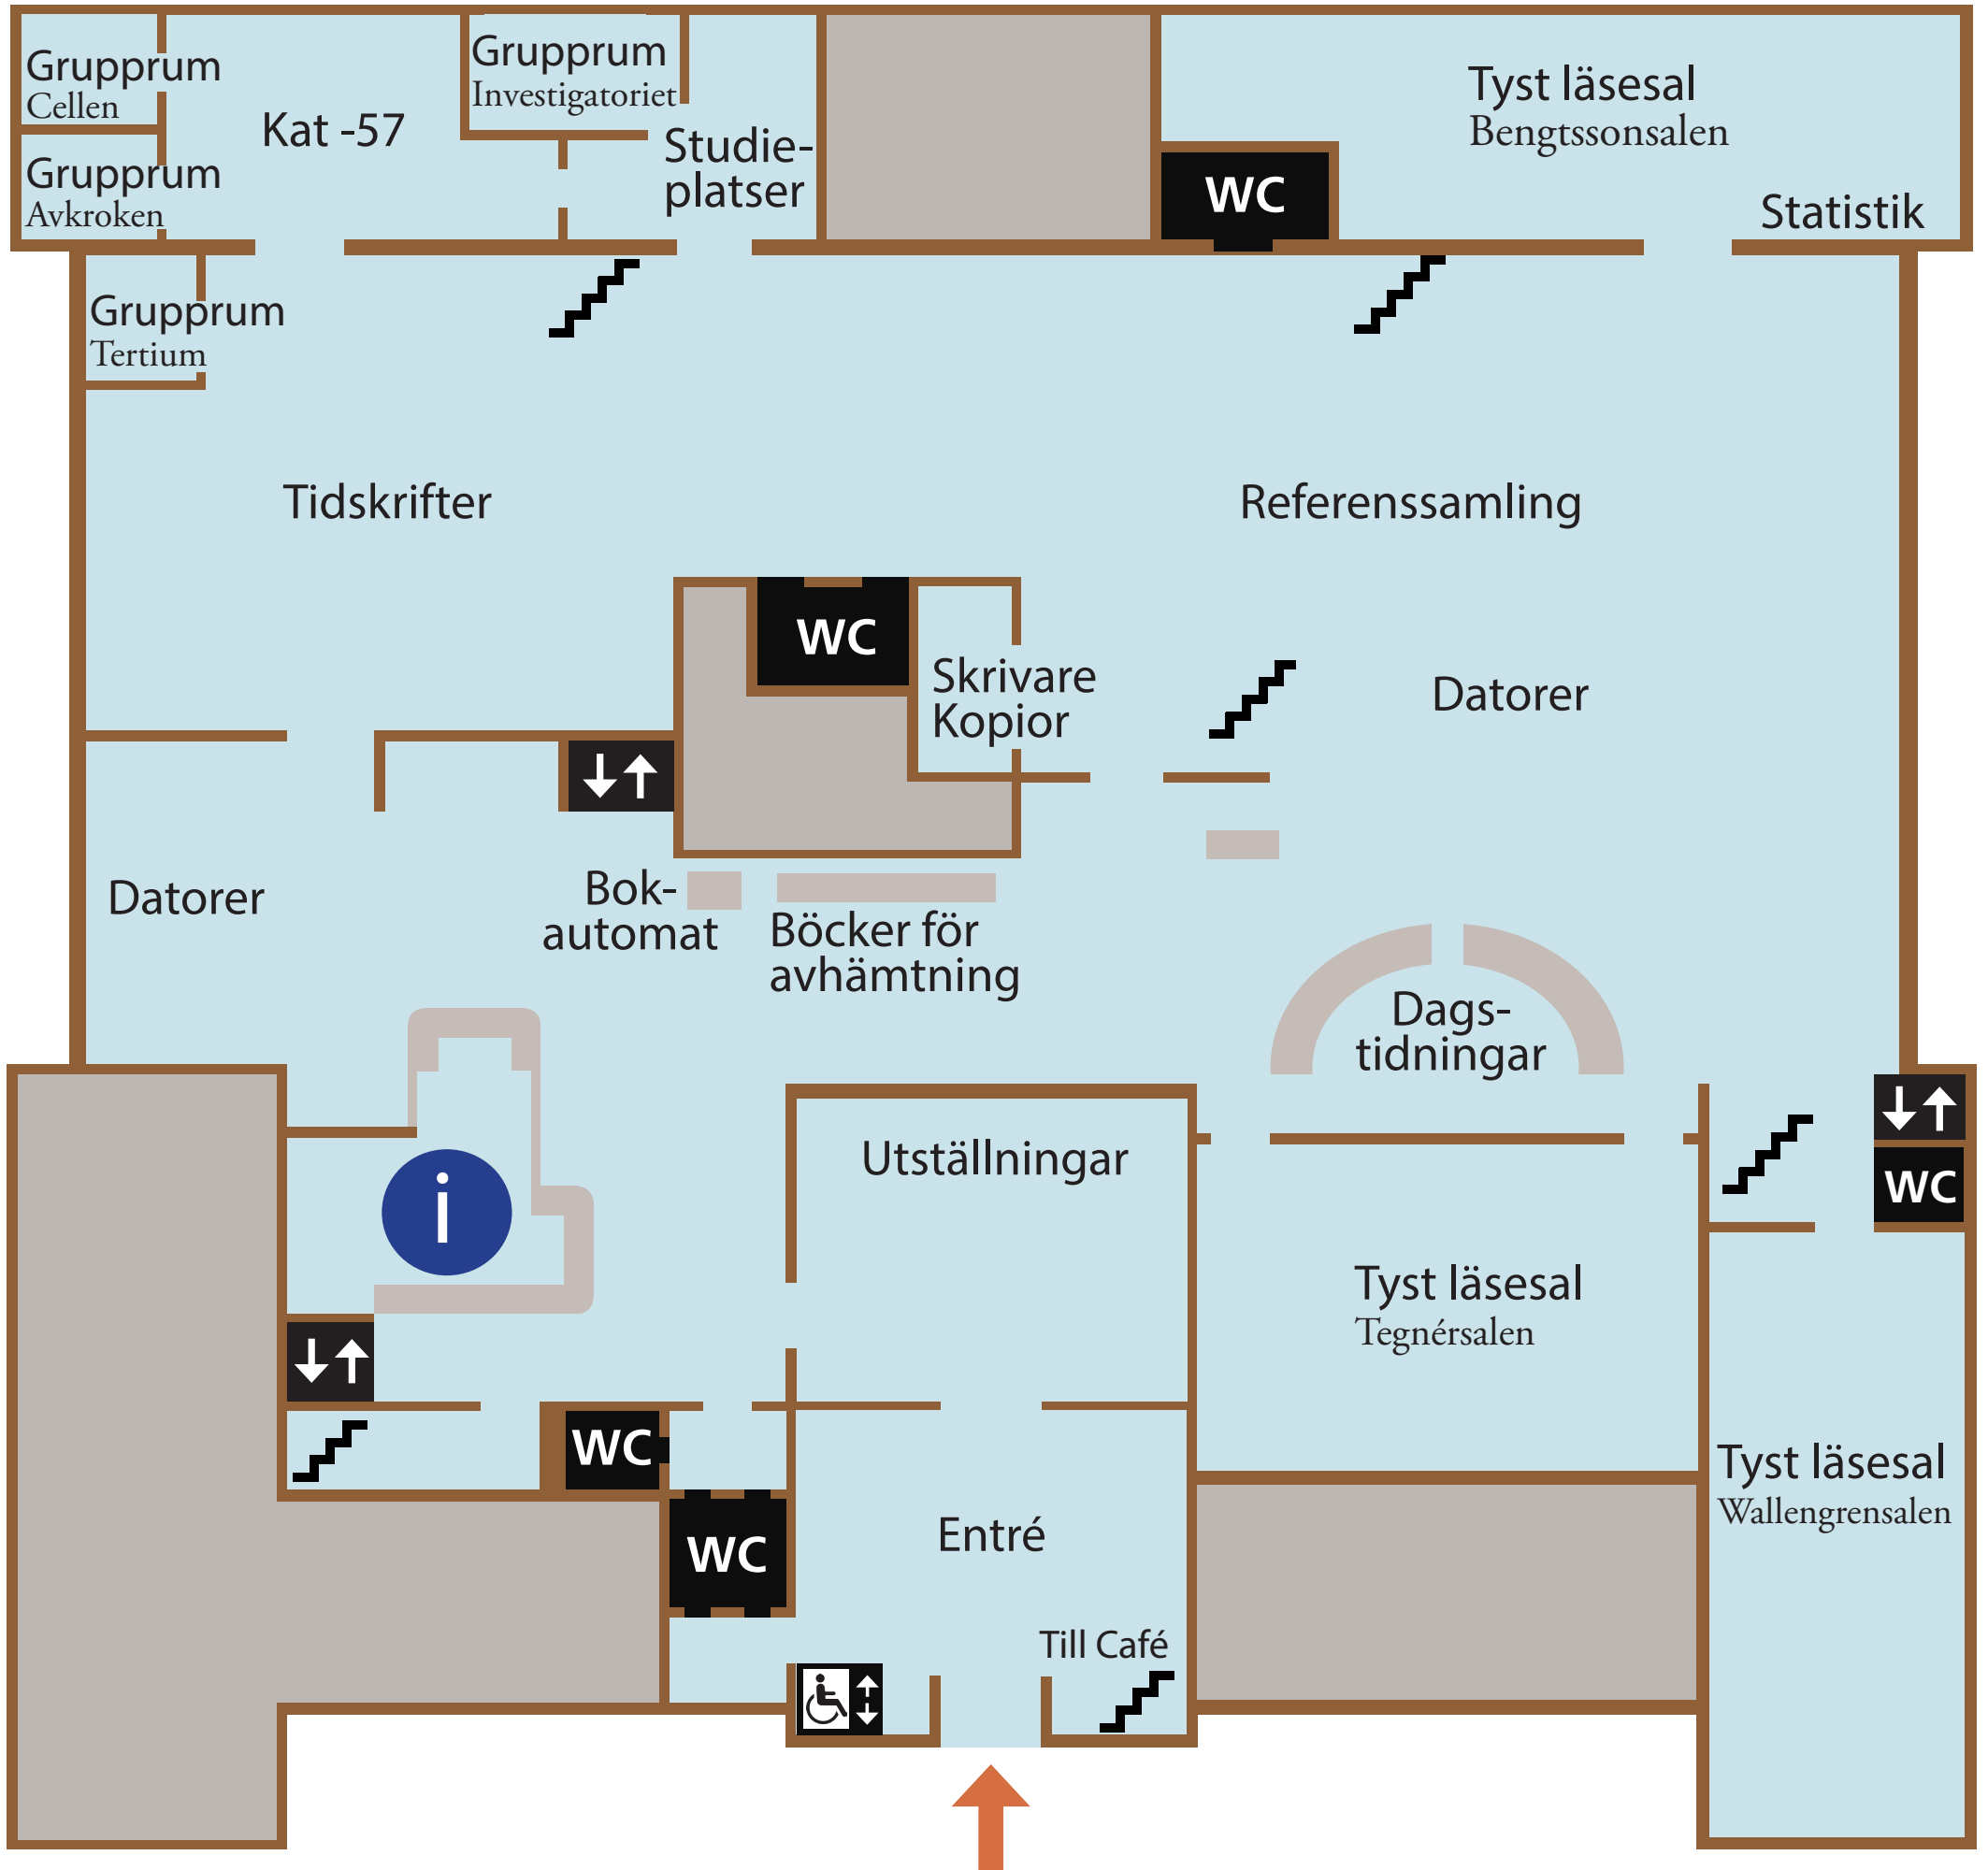 Grupprum
Cellen
Grupprum
Avkroken
Kat -57
Grupprum
Investigatoriet
Studie-
platser
WC
Tyst läsesal
Bengtssonsalen
Statistik
Grupprum
Tertium
Tidskrifter
Referenssamling
WC
Skrivare
Kopior
Datorer
Datorer
Bok-
automat
Böcker för
avhämtning
Dags-
tidningar
i
Utställningar
WC
Tyst läsesal
Tegnérsalen
WC
WC
Entré
Tyst läsesal
Wallengrensalen
Till Café